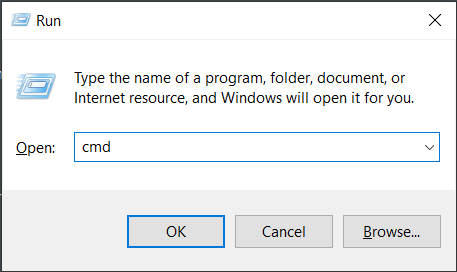 Run
Type the name of a program, folder, document, or
Internet resource, and Windows will open it for you.
Open: cmd
OK Cancel Browse...